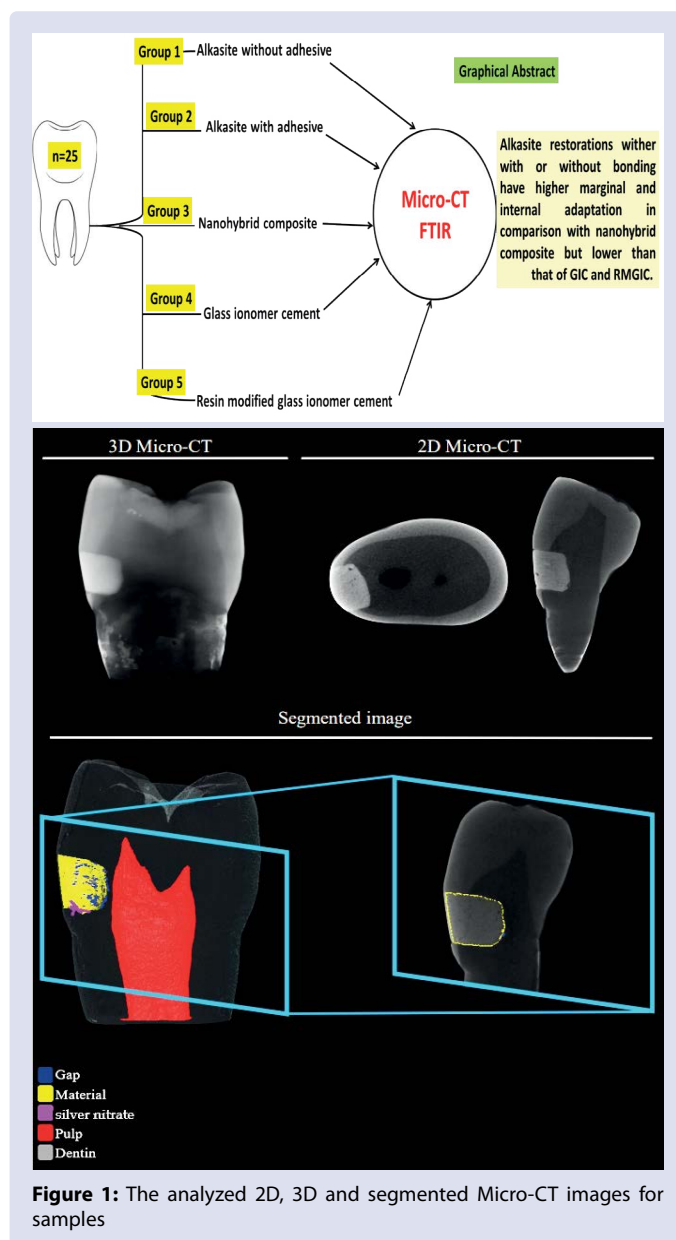 Group 1
Alkasite without adhesive
Graphical Abstract
Group 2
Alkasite with adhesive
n=25
Group 3
Nanohybrid composite
Group 4
Glass ionomer cement
Group 5
Resin modified glass ionomer cement
Micro-CT
FTIR
Alkasite restorations wither
with or without bonding
have higher marginal and
internal adaptation in
comparison with nanohybrid
composite but lower than
that of GIC and RMGIC.
3D Micro-CT
2D Micro-CT
Segmented image
Gap
Material
silver nitrate
Pulp
Dentin
Figure 1: The analyzed 2D, 3D and segmented Micro-CT images for
samples